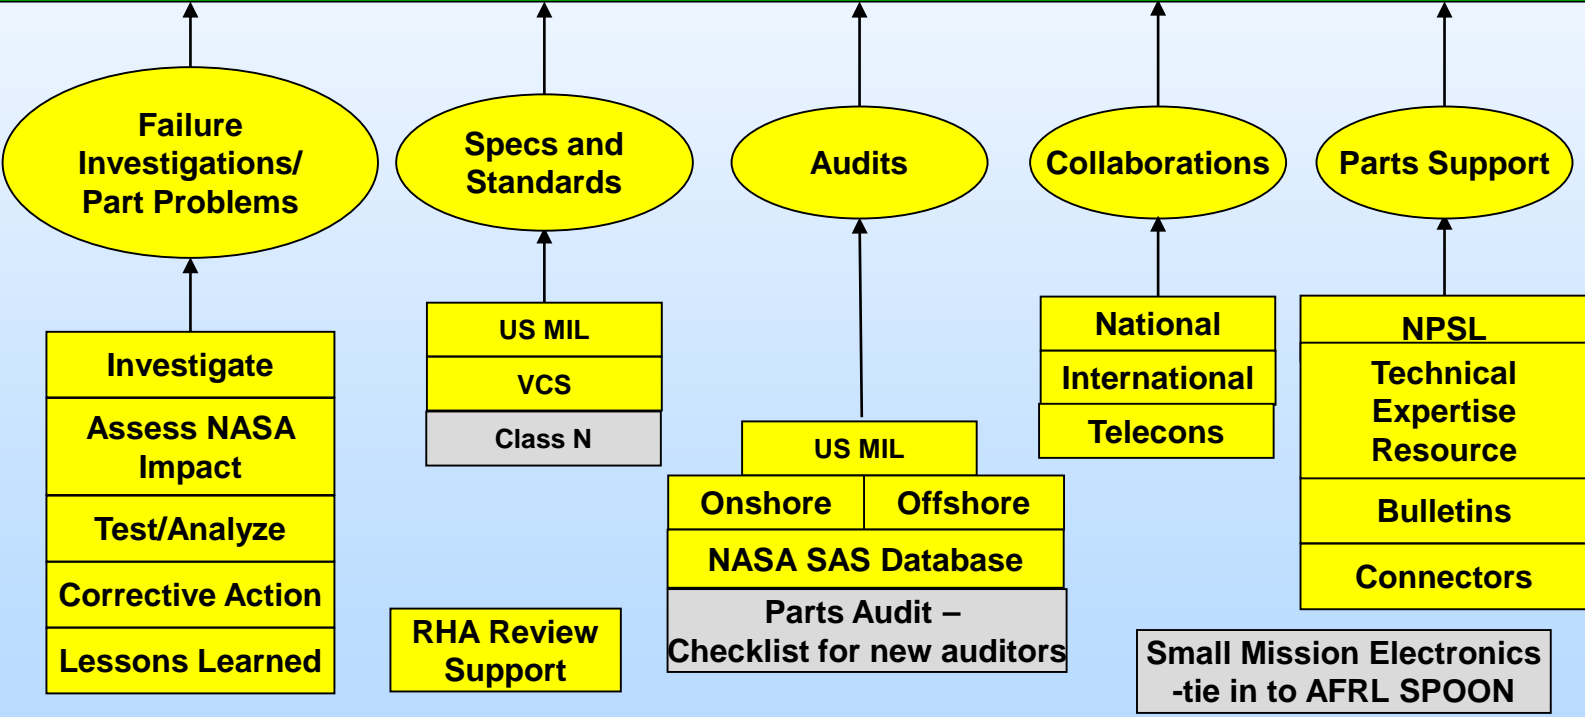 Failure
Investigations/
Part Problems
Specs and
Standards
Audits
Collaborations
Parts Support
Investigate
Assess NASA
Impact
Test/Analyze
Corrective Action
Lessons Learned
US MIL
VCS
Class N
RHA Review
Support
US MIL
Onshore
Offshore
NASA SAS Database
Parts Audit –
Checklist for new auditors
National
International
Telecons
NPSL
Technical
Expertise
Resource
Bulletins
Connectors
Small Mission Electronics
-tie in to AFRL SPOON